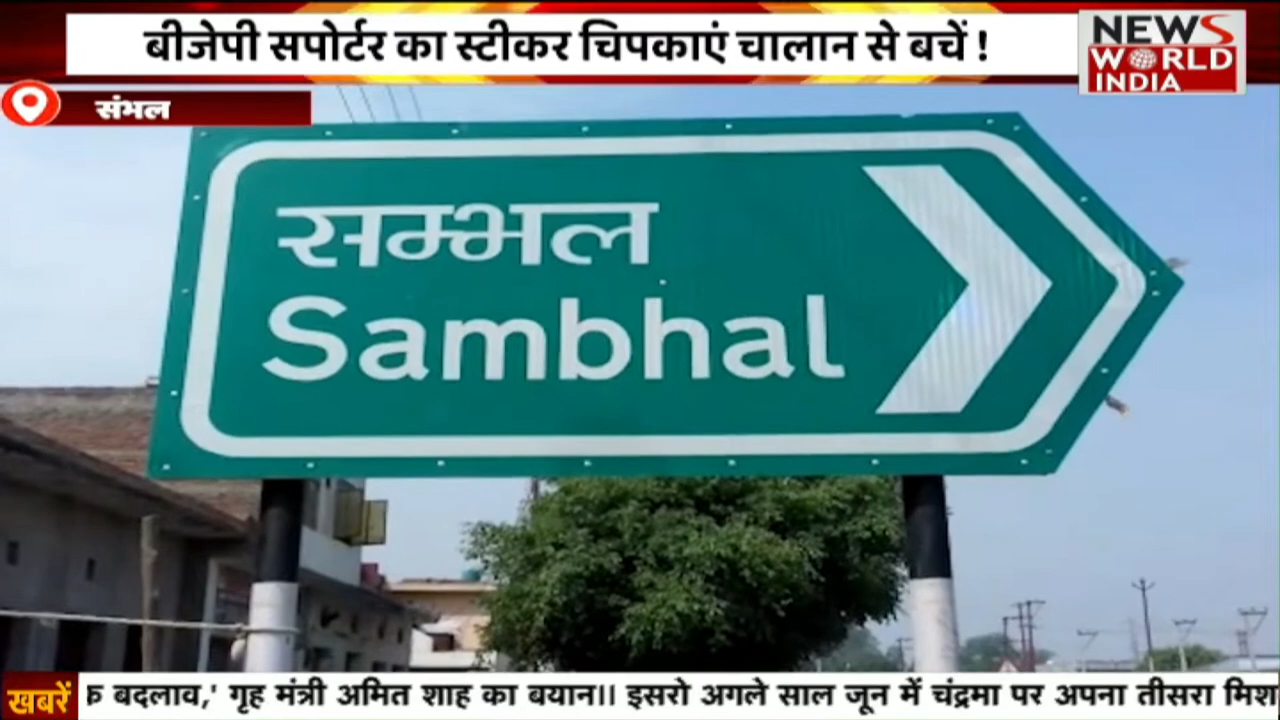 बीजेपी सपोर्टर का स्टीकर चिपकाएं चालान से बचें !
NEWS
WORLD
INDIA
संभल
सम्भल
Sambhal
खबरें
क बदलाव,' गृह मंत्री अमित शाह का बयान।। इसरो अगले साल जून में चंद्रमा पर अपना तीसरा मिश